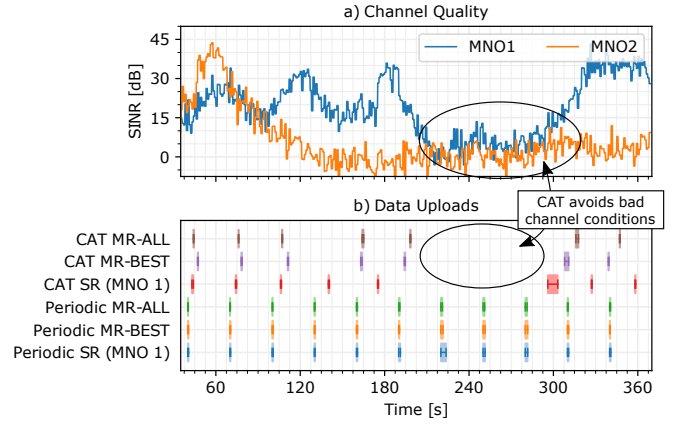 a) Channel Quality
SINR [dB]
45
30
15
0
MNO1
MNO2
b) Data Uploads
CAT avoids bad
channel conditions
CAT MR-ALL
CAT MR-BEST
CAT SR (MNO 1)
Periodic MR-ALL
Periodic MR-BEST
Periodic SR (MNO 1)
60 120 180 240 300 360
Time [s]